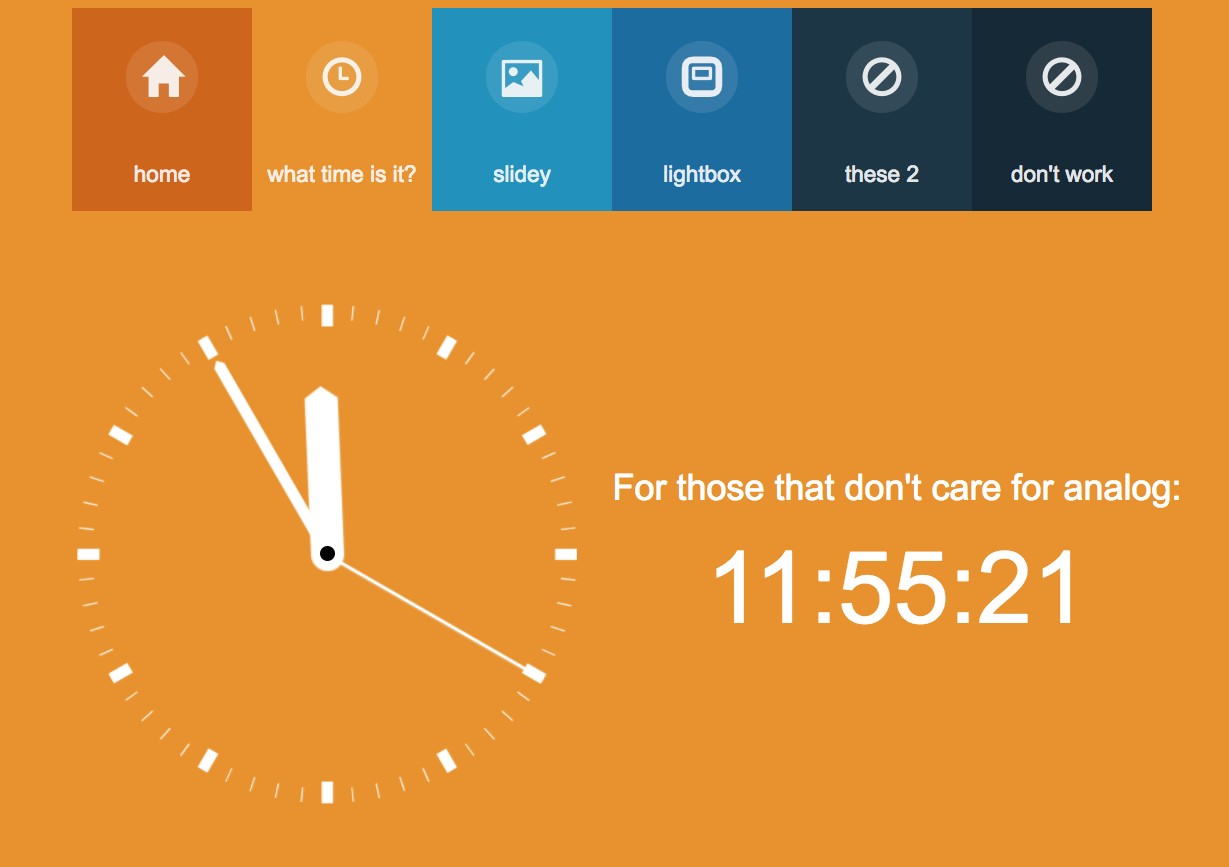 home
what time is it?
slidey
lightbox
these 2
don't work
For those that don't care for analog:
11:55:21